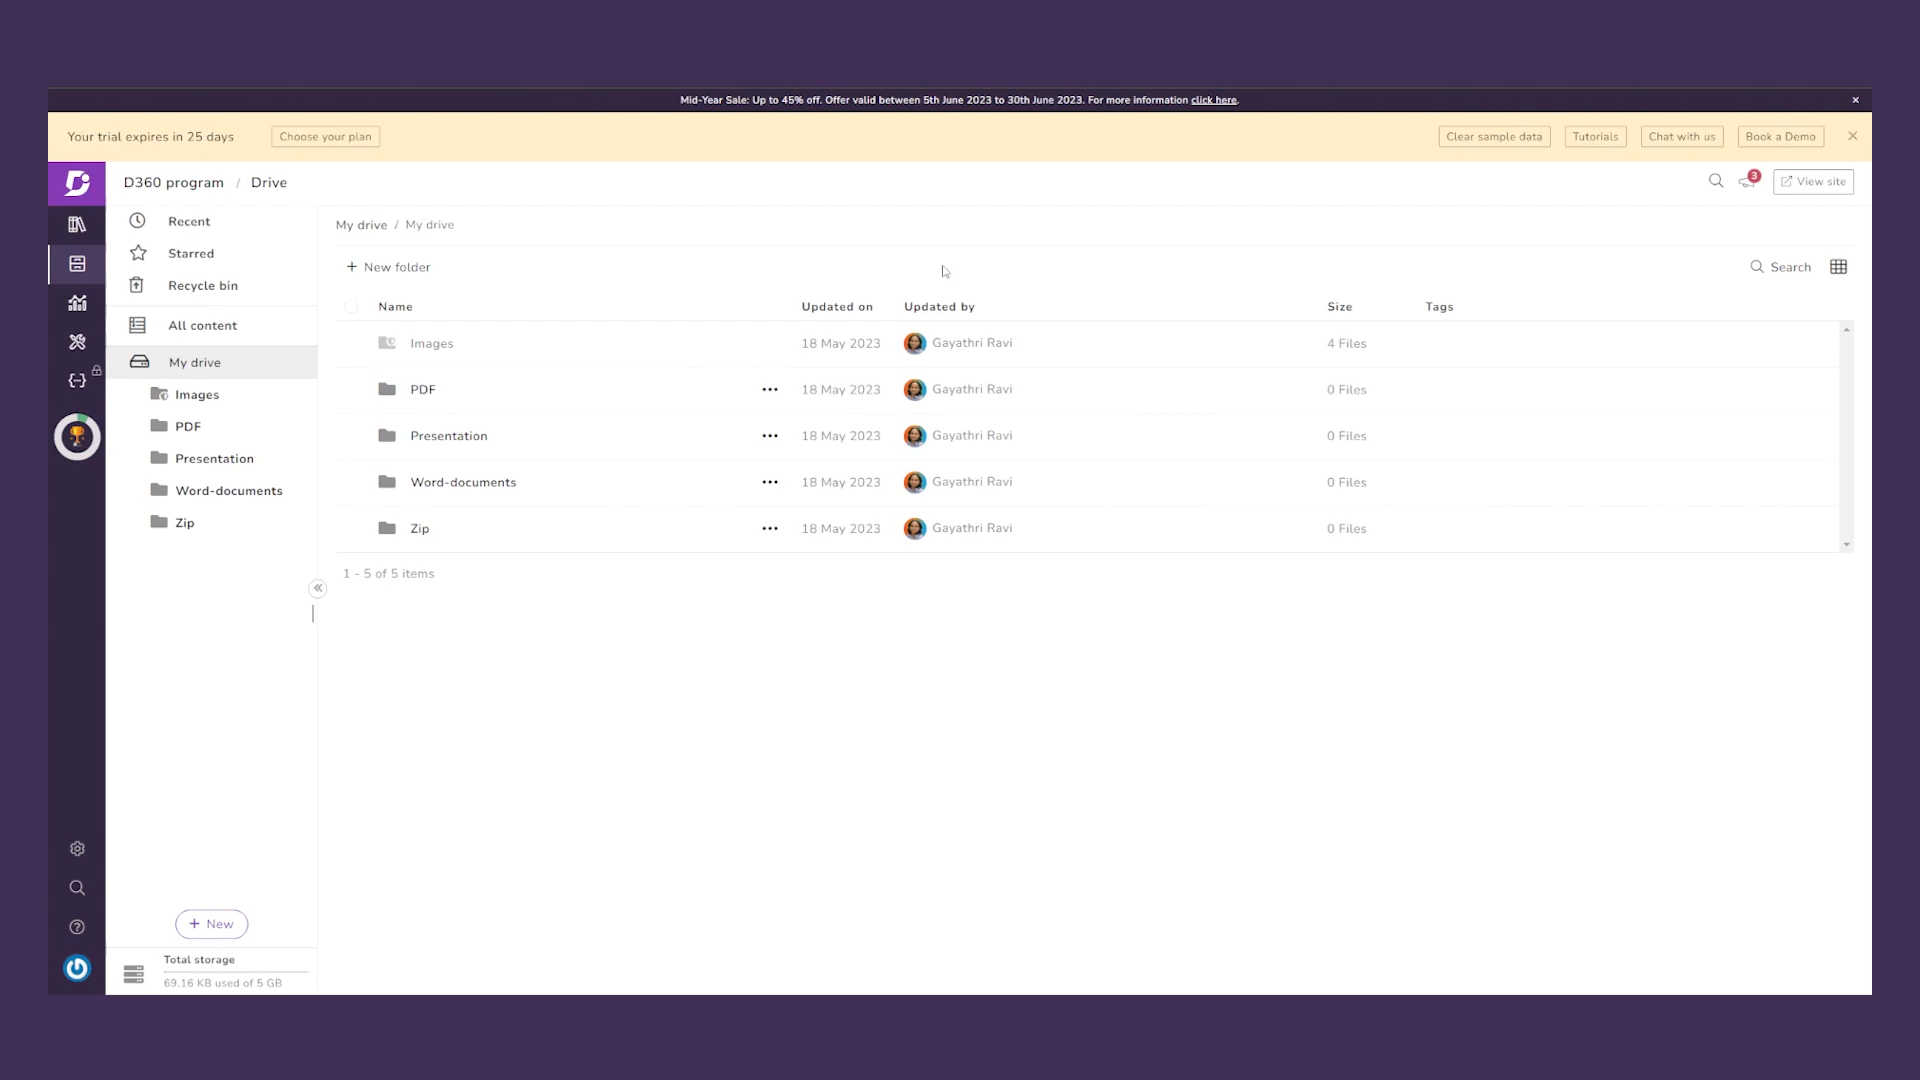 Mid-Year Sale: Up to 45% off. Offer valid between 5th June 2023 to 30th June 2023. For more information click here.
Your trial expires in 25 days
Choose your plan
Clear sample data
Tutorials
Chat with us
Book a Demo
D360 program / Drive
3
View site
Recent
Starred
Recycle bin
All content
My drive
Images
PDF
Presentation
Word-documents
Zip
+ New
Total storage
69.16 KB used of 5 GB
My drive / My drive
+ New folder
Search
Name Updated on Updated by Size Tags
Images 18 May 2023 Gayathri Ravi 4 Files
PDF ••• 18 May 2023 Gayathri Ravi 0 Files
Presentation ••• 18 May 2023 Gayathri Ravi 0 Files
Word-documents ••• 18 May 2023 Gayathri Ravi 0 Files
Zip ••• 18 May 2023 Gayathri Ravi 0 Files
1 - 5 of 5 items